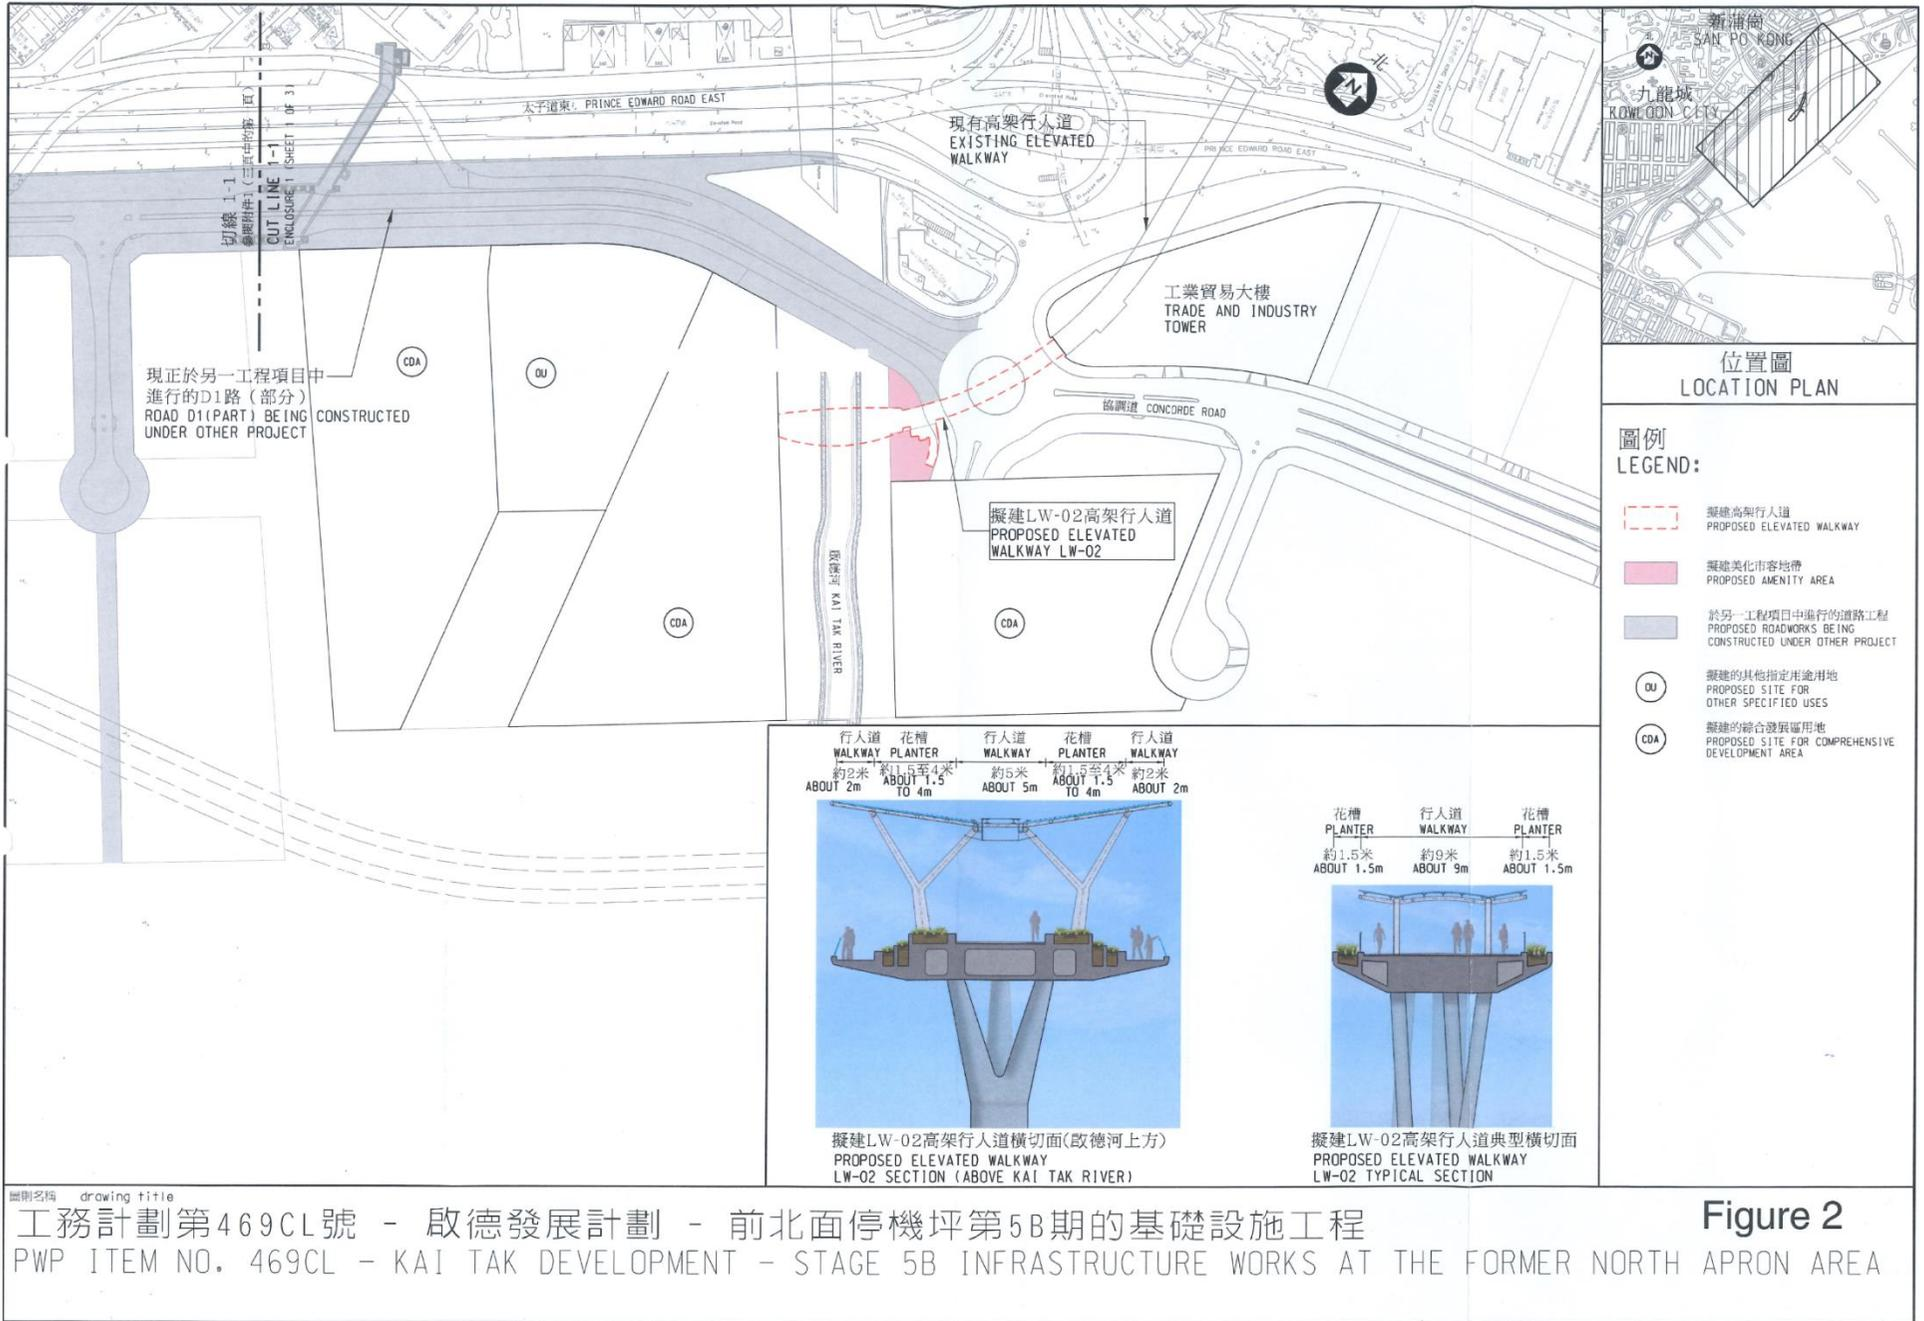 太子道東 PRINCE EDWARD ROAD EAST
PRINCE EDWARD ROAD EAST
現有高架行人道
EXISTING ELEVATED
WALKWAY
北
N
切線 1-1
CUT LINE 1-1
ENCLOSURE 1 (SHEET 1 OF 3)
現正於另一工程項目中
進行的D1路(部分)
ROAD D1(PART) BEING CONSTRUCTED
UNDER OTHER PROJECT
CDA
OU
CDA
CDA
工業貿易大樓
TRADE AND INDUSTRY
TOWER
協調道 CONCORDE ROAD
擬建LW-02高架行人道
PROPOSED ELEVATED
WALKWAY LW-02
啟德河 KAI TAK RIVER
新蒲崗
SAN PO KONG
北
九龍城
KOWLOON CITY
位置圖
LOCATION PLAN
圖例
LEGEND:
擬建高架行人道
PROPOSED ELEVATED WALKWAY
擬建美化市容地帶
PROPOSED AMENITY AREA
於另一工程項目中進行的道路工程
PROPOSED ROADWORKS BEING
CONSTRUCTED UNDER OTHER PROJECT
OU
擬建的其他指定用途用地
PROPOSED SITE FOR
OTHER SPECIFIED USES
CDA
擬建的綜合發展區用地
PROPOSED SITE FOR COMPREHENSIVE
DEVELOPMENT AREA
行人道 花槽 行人道 花槽 行人道
WALKWAY PLANTER WALKWAY PLANTER WALKWAY
約2米 約1.5至4米 約5米 約1.5至4米 約2米
ABOUT 2m ABOUT 1.5 TO 4m ABOUT 5m ABOUT 1.5 TO 4m ABOUT 2m
擬建LW-02高架行人道橫切面(啟德河上方)
PROPOSED ELEVATED WALKWAY
LW-02 SECTION (ABOVE KAI TAK RIVER)
花槽 行人道 花槽
PLANTER WALKWAY PLANTER
約1.5米 約9米 約1.5米
ABOUT 1.5m ABOUT 9m ABOUT 1.5m
擬建LW-02高架行人道典型橫切面
PROPOSED ELEVATED WALKWAY
LW-02 TYPICAL SECTION
圖則名稱 drawing title
工務計劃第469CL號 - 啟德發展計劃 - 前北面停機坪第5B期的基礎設施工程
PWP ITEM NO. 469CL - KAI TAK DEVELOPMENT - STAGE 5B INFRASTRUCTURE WORKS AT THE FORMER NORTH APRON AREA
Figure 2